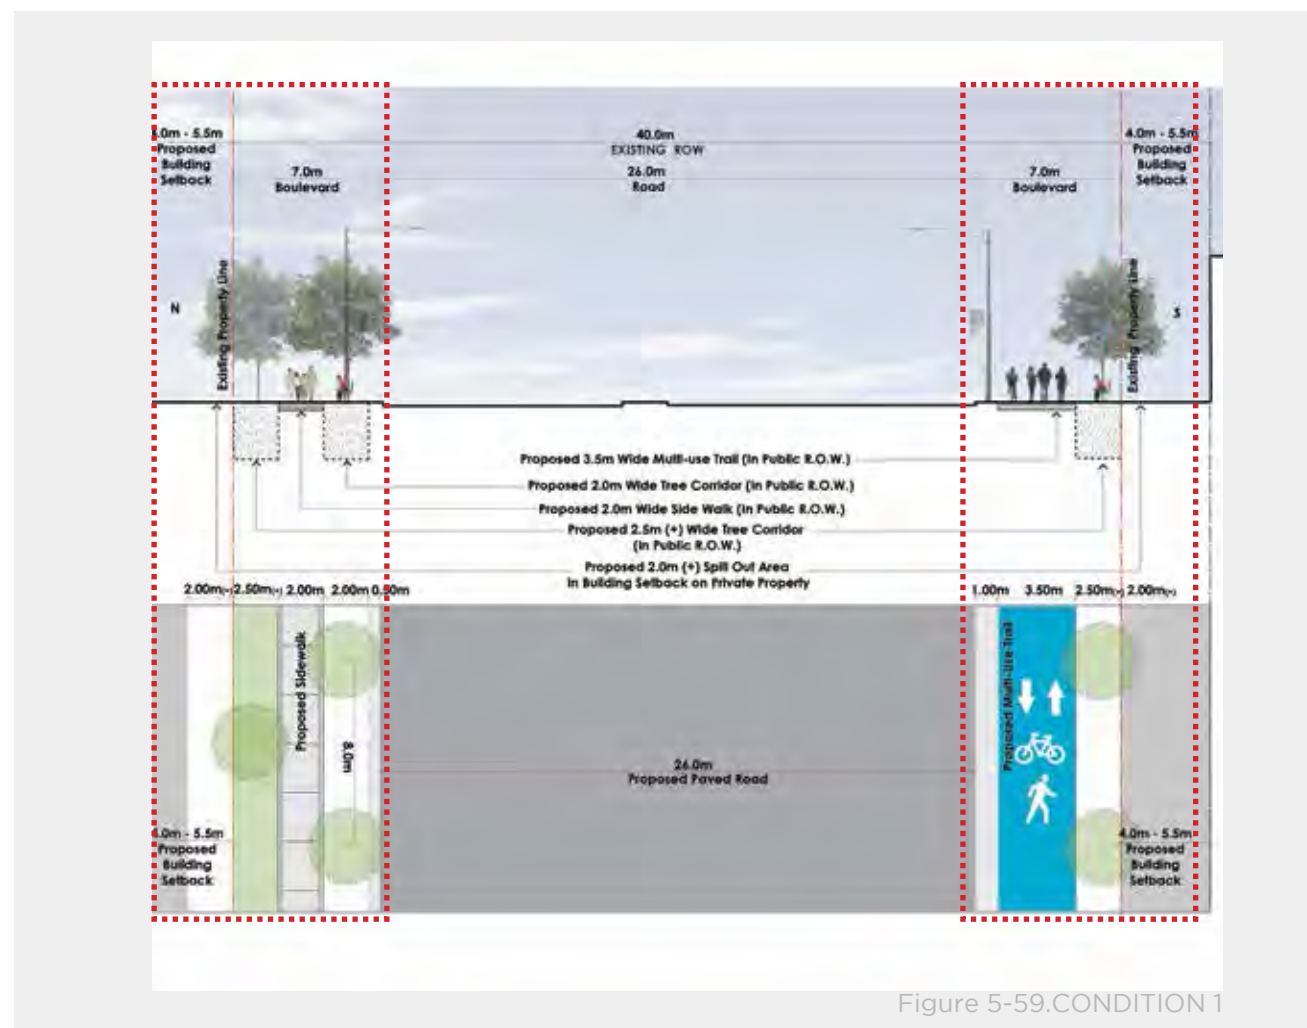 40.0m
EXISTING ROW
26.0m
Road
.0m - 5.5m
Proposed
Building
Setback
7.0m
Boulevard
7.0m
Boulevard
4.0m - 5.5m
Proposed
Building
Setback
N
Existing Property Line
Existing Property Line
S
Proposed 3.5m Wide Multi-use Trail (in Public R.O.W.)
Proposed 2.0m Wide Tree Corridor (in Public R.O.W.)
Proposed 2.0m Wide Side Walk (in Public R.O.W.)
Proposed 2.5m (+) Wide Tree Corridor
(in Public R.O.W.)
Proposed 2.0m (+) Spill Out Area
in Building Setback on Private Property
2.00m(+) 2.50m(+) 2.00m 2.00m 0.50m
1.00m 3.50m 2.50m(+) 2.00m(+)
Proposed Sidewalk
8.0m
26.0m
Proposed Paved Road
Proposed Multi-Use Trail
4.0m - 5.5m
Proposed
Building
Setback
4.0m - 5.5m
Proposed
Building
Setback
Figure 5-59.CONDITION 1